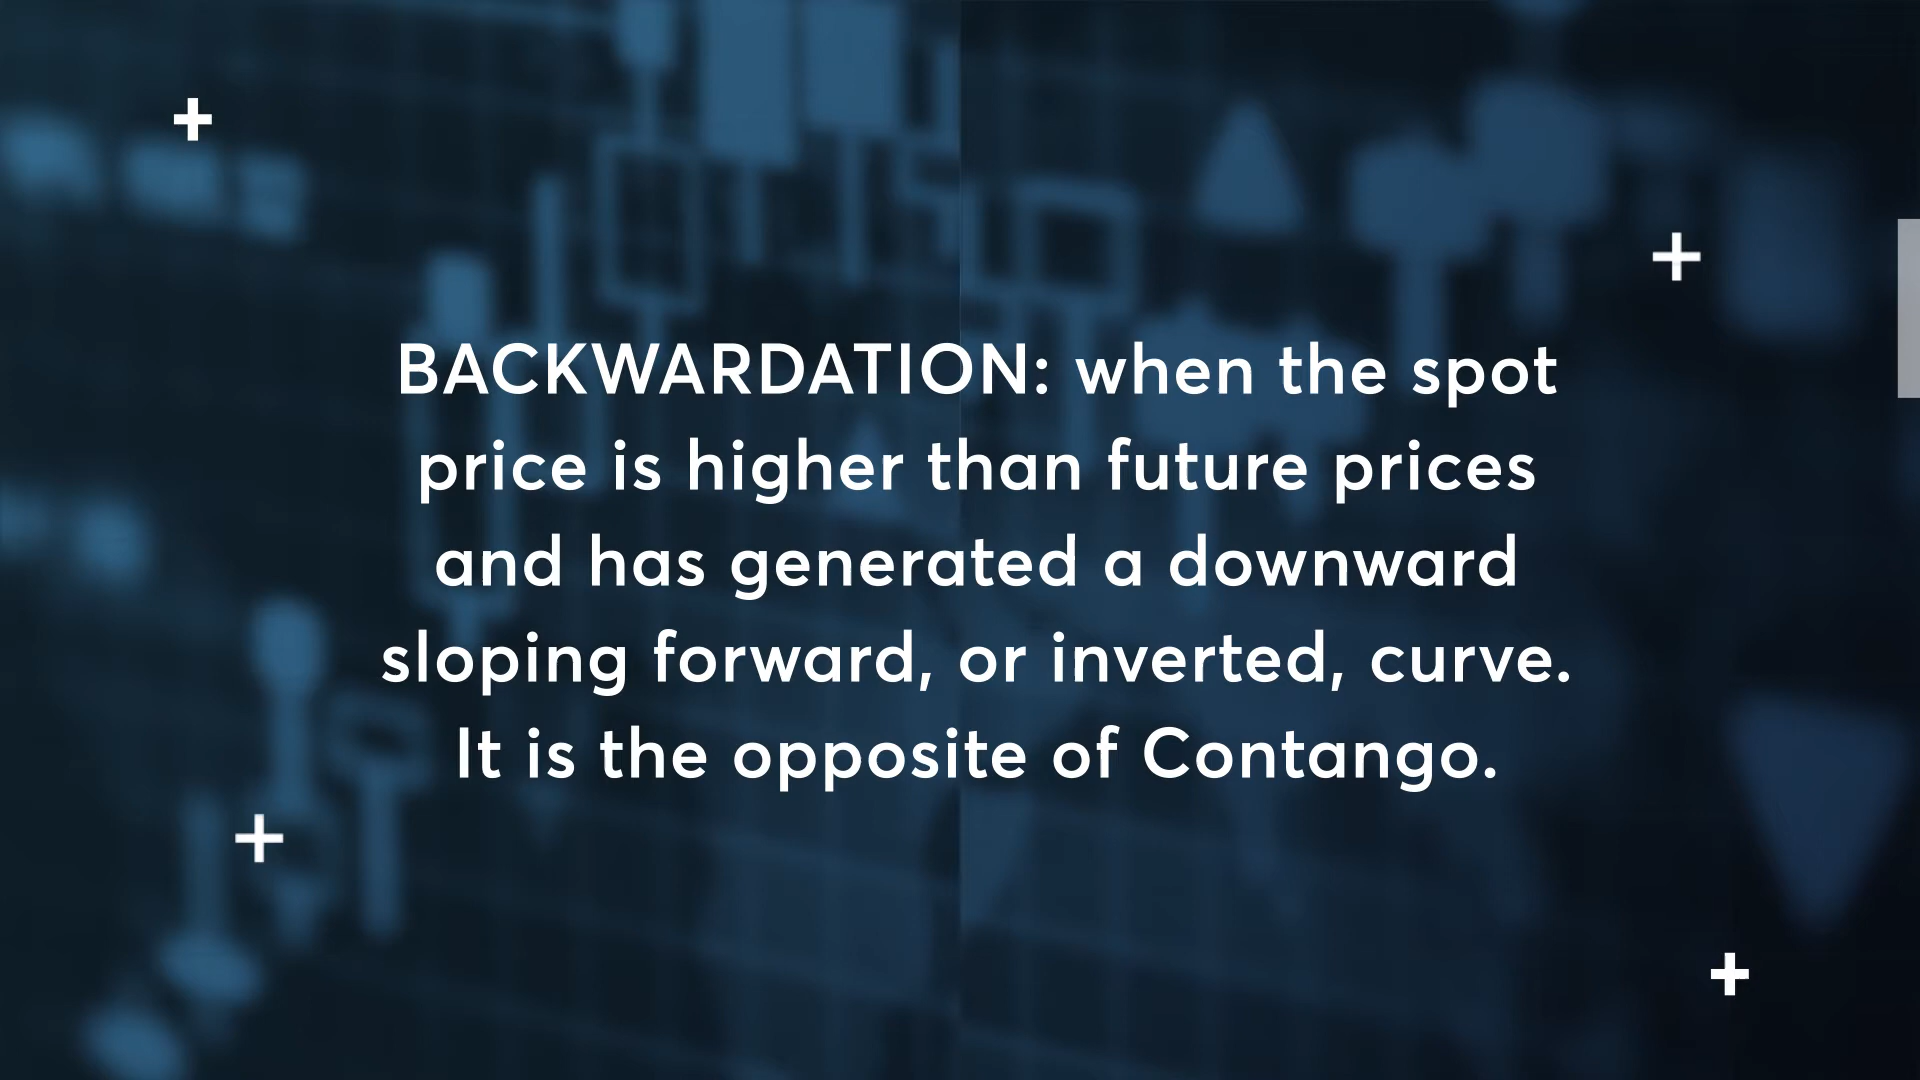 BACKWARDATION: when the spot
price is higher than future prices
and has generated a downward
sloping forward, or inverted, curve.
It is the opposite of Contango.